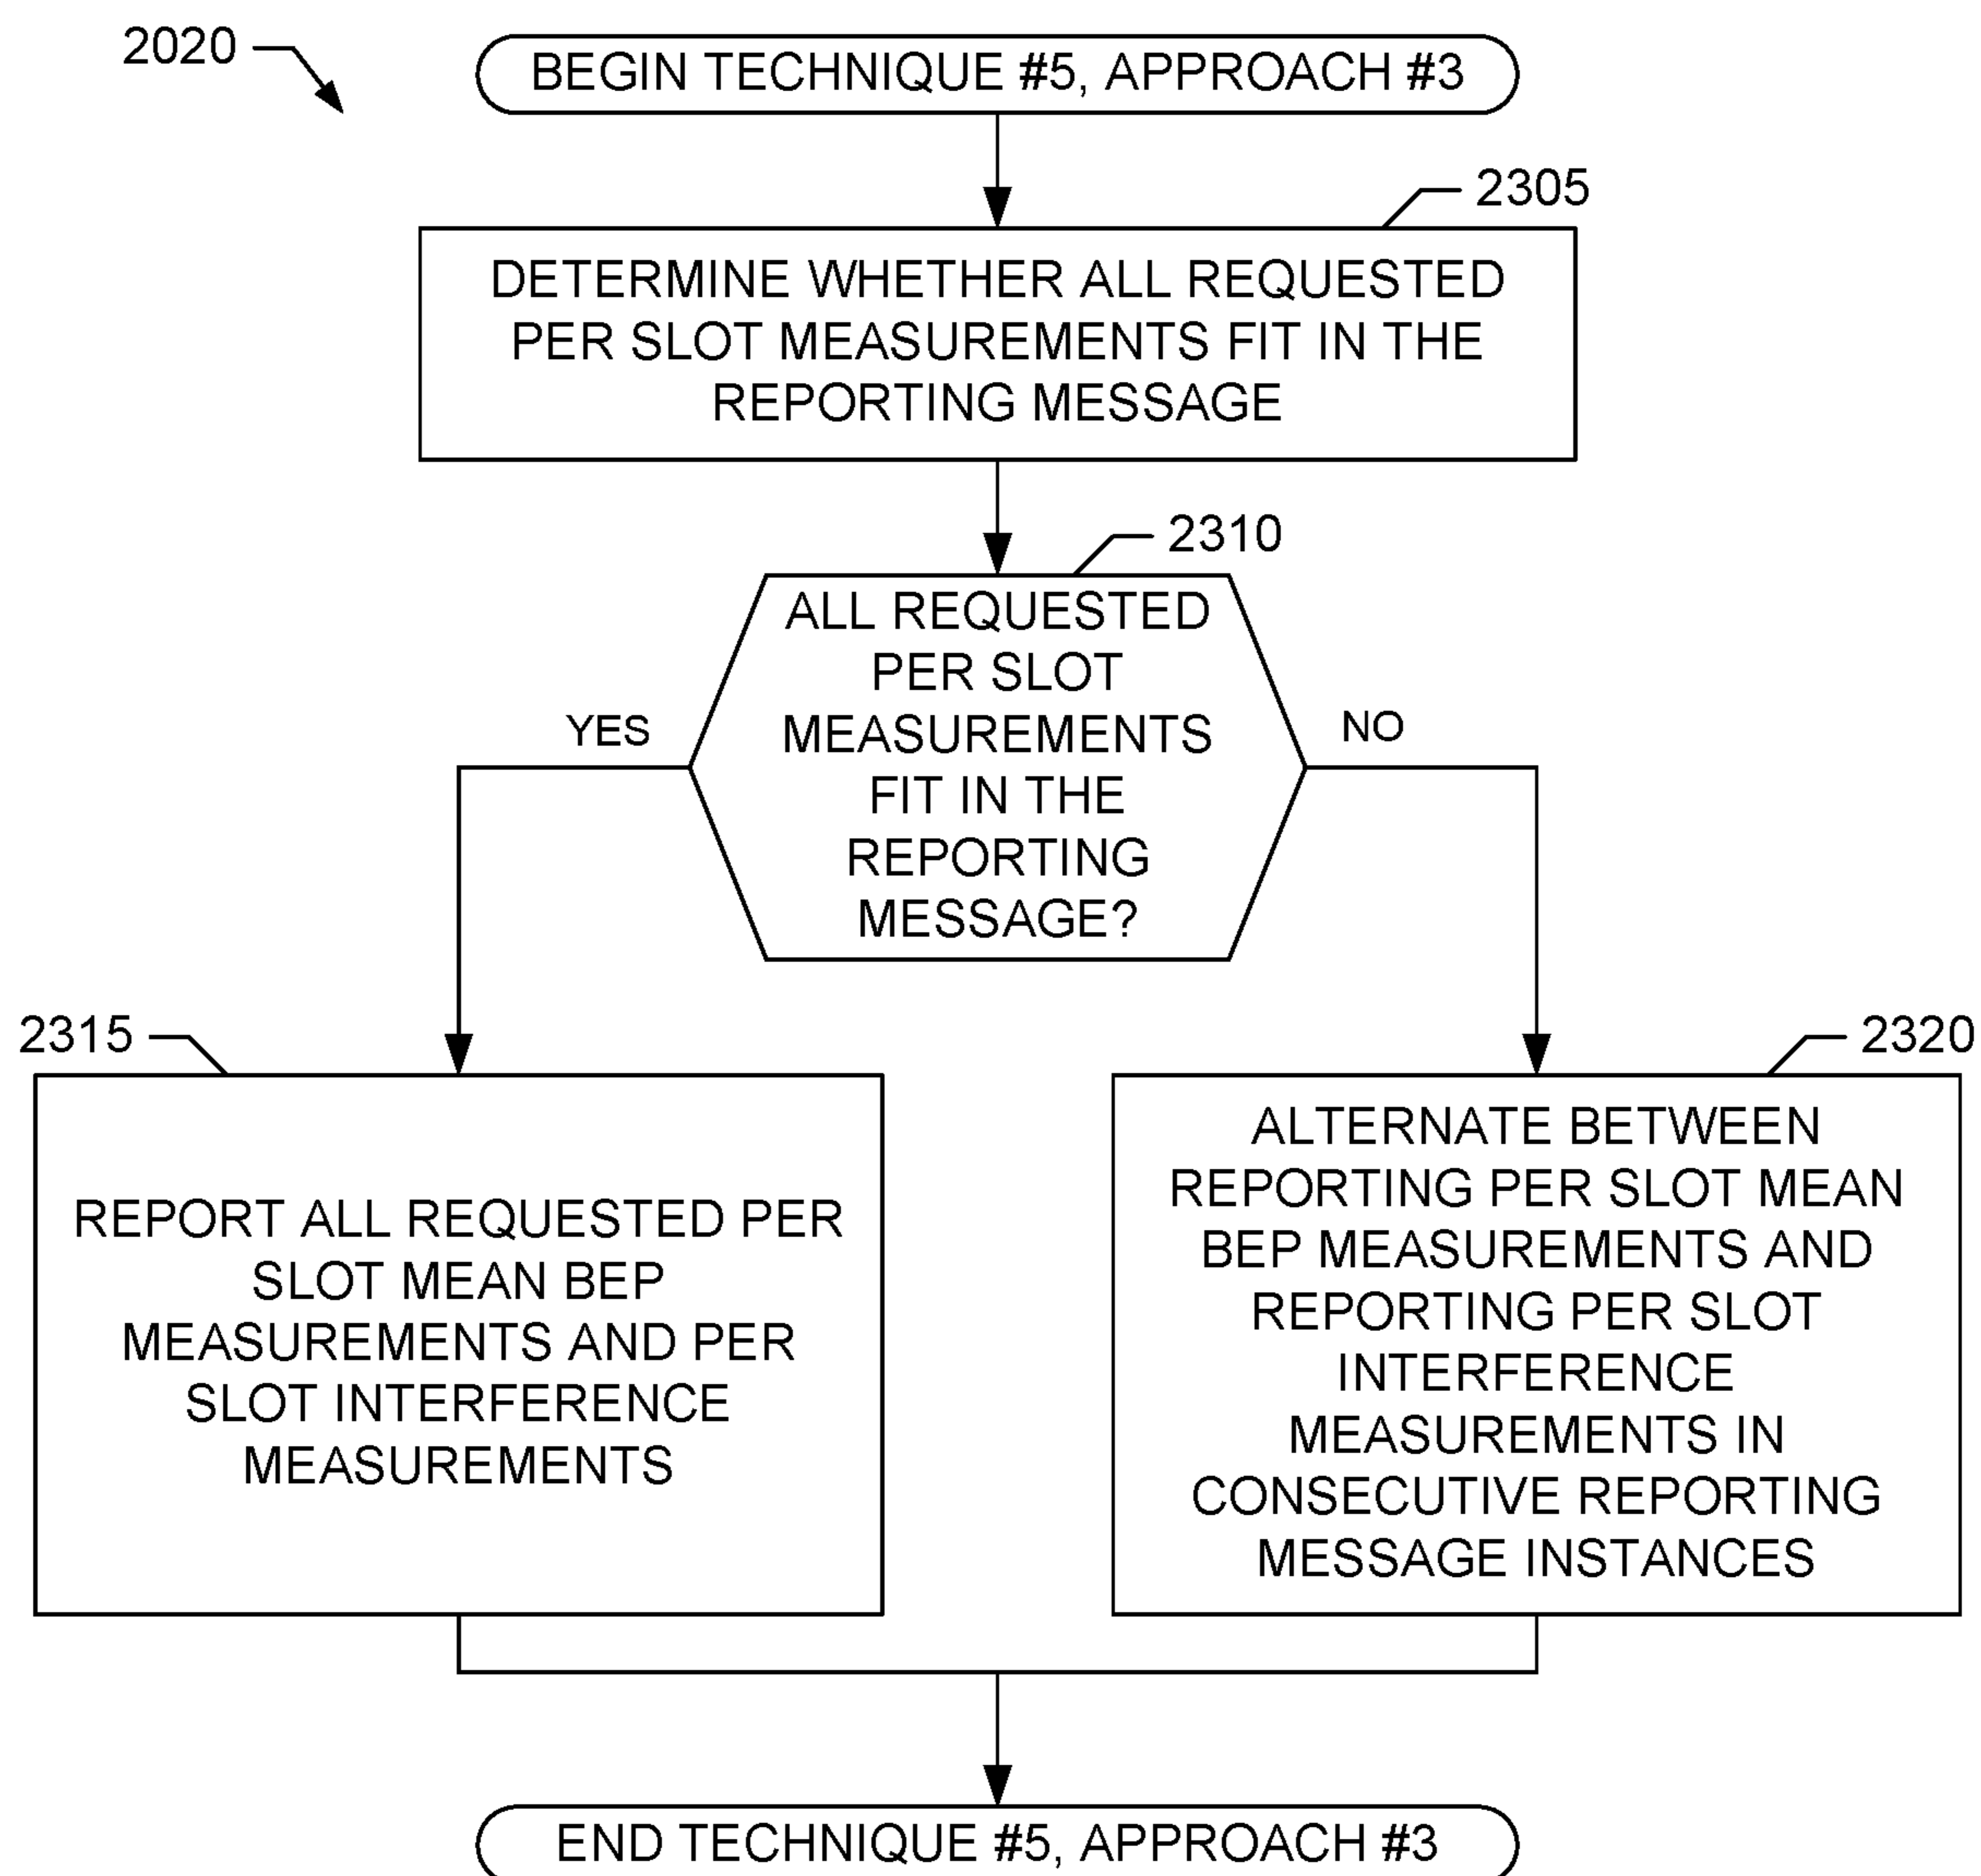 2020
BEGIN TECHNIQUE #5, APPROACH #3
2305
DETERMINE WHETHER ALL REQUESTED
PER SLOT MEASUREMENTS FIT IN THE
REPORTING MESSAGE
2310
ALL REQUESTED
PER SLOT
MEASUREMENTS
FIT IN THE
REPORTING
MESSAGE?
YES
NO
2315
REPORT ALL REQUESTED PER
SLOT MEAN BEP
MEASUREMENTS AND PER
SLOT INTERFERENCE
MEASUREMENTS
2320
ALTERNATE BETWEEN
REPORTING PER SLOT MEAN
BEP MEASUREMENTS AND
REPORTING PER SLOT
INTERFERENCE
MEASUREMENTS IN
CONSECUTIVE REPORTING
MESSAGE INSTANCES
END TECHNIQUE #5, APPROACH #3